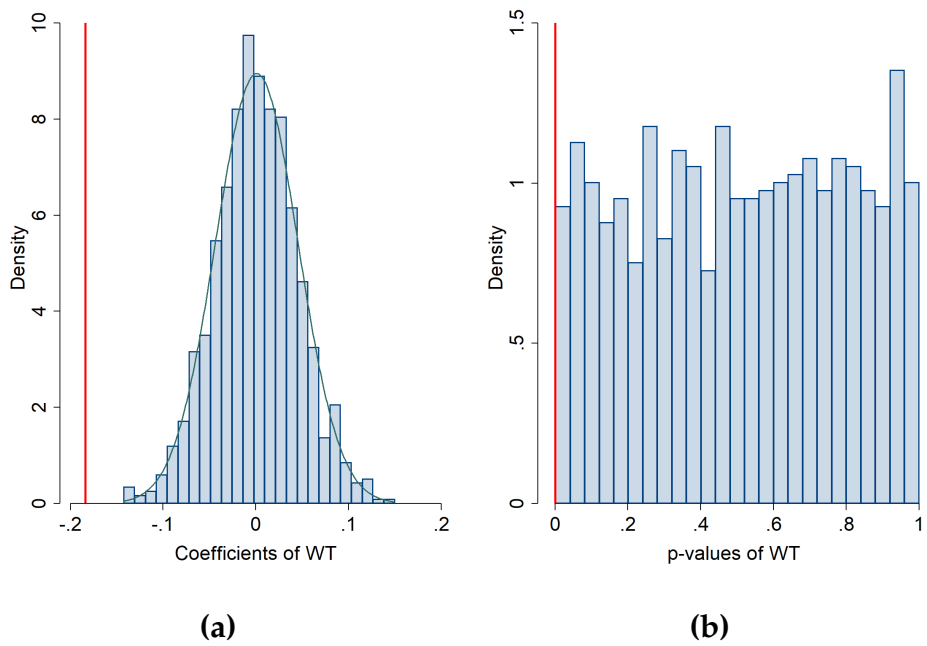 10
8
6
4
2
0
Density
-.2 -.1 0 .1 .2
Coefficients of WT
(a)
1.5
1
.5
0
Density
0 .2 .4 .6 .8 1
p-values of WT
(b)